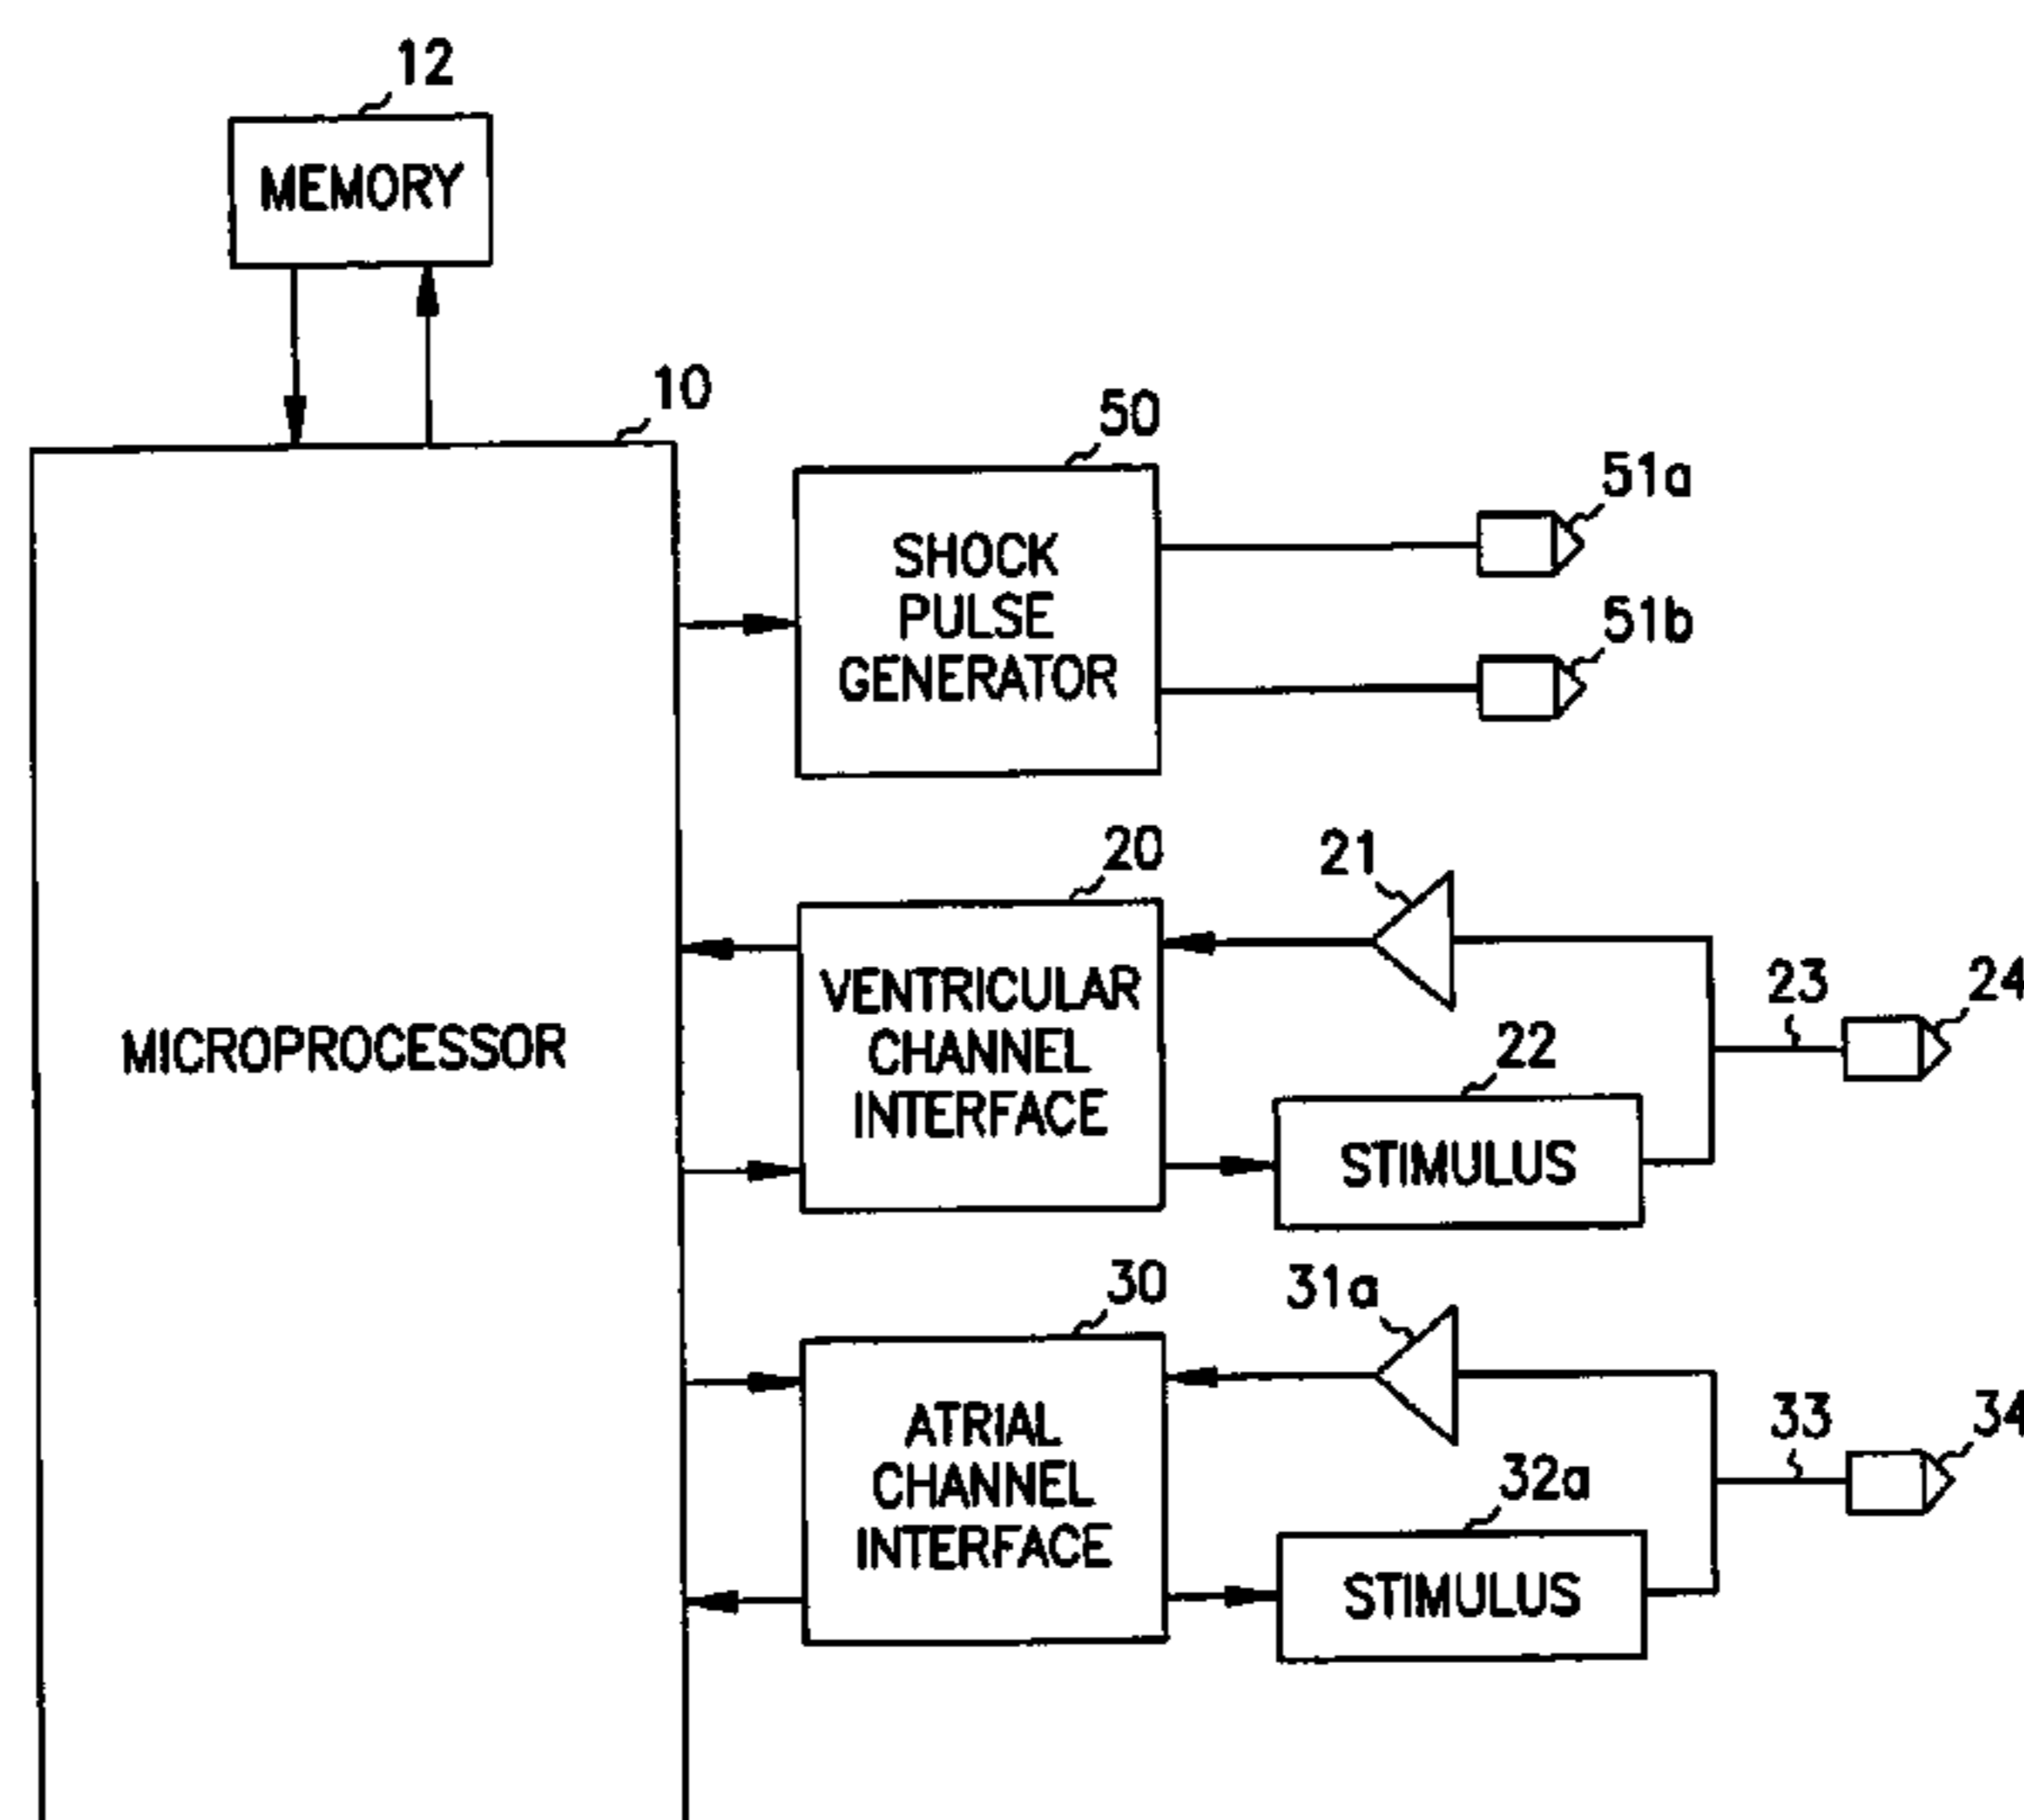 12
MEMORY
10
MICROPROCESSOR
50
SHOCK
PULSE
GENERATOR
51a
51b
20
VENTRICULAR
CHANNEL
INTERFACE
21
22
STIMULUS
23
24
30
ATRIAL
CHANNEL
INTERFACE
31a
32a
STIMULUS
33
34